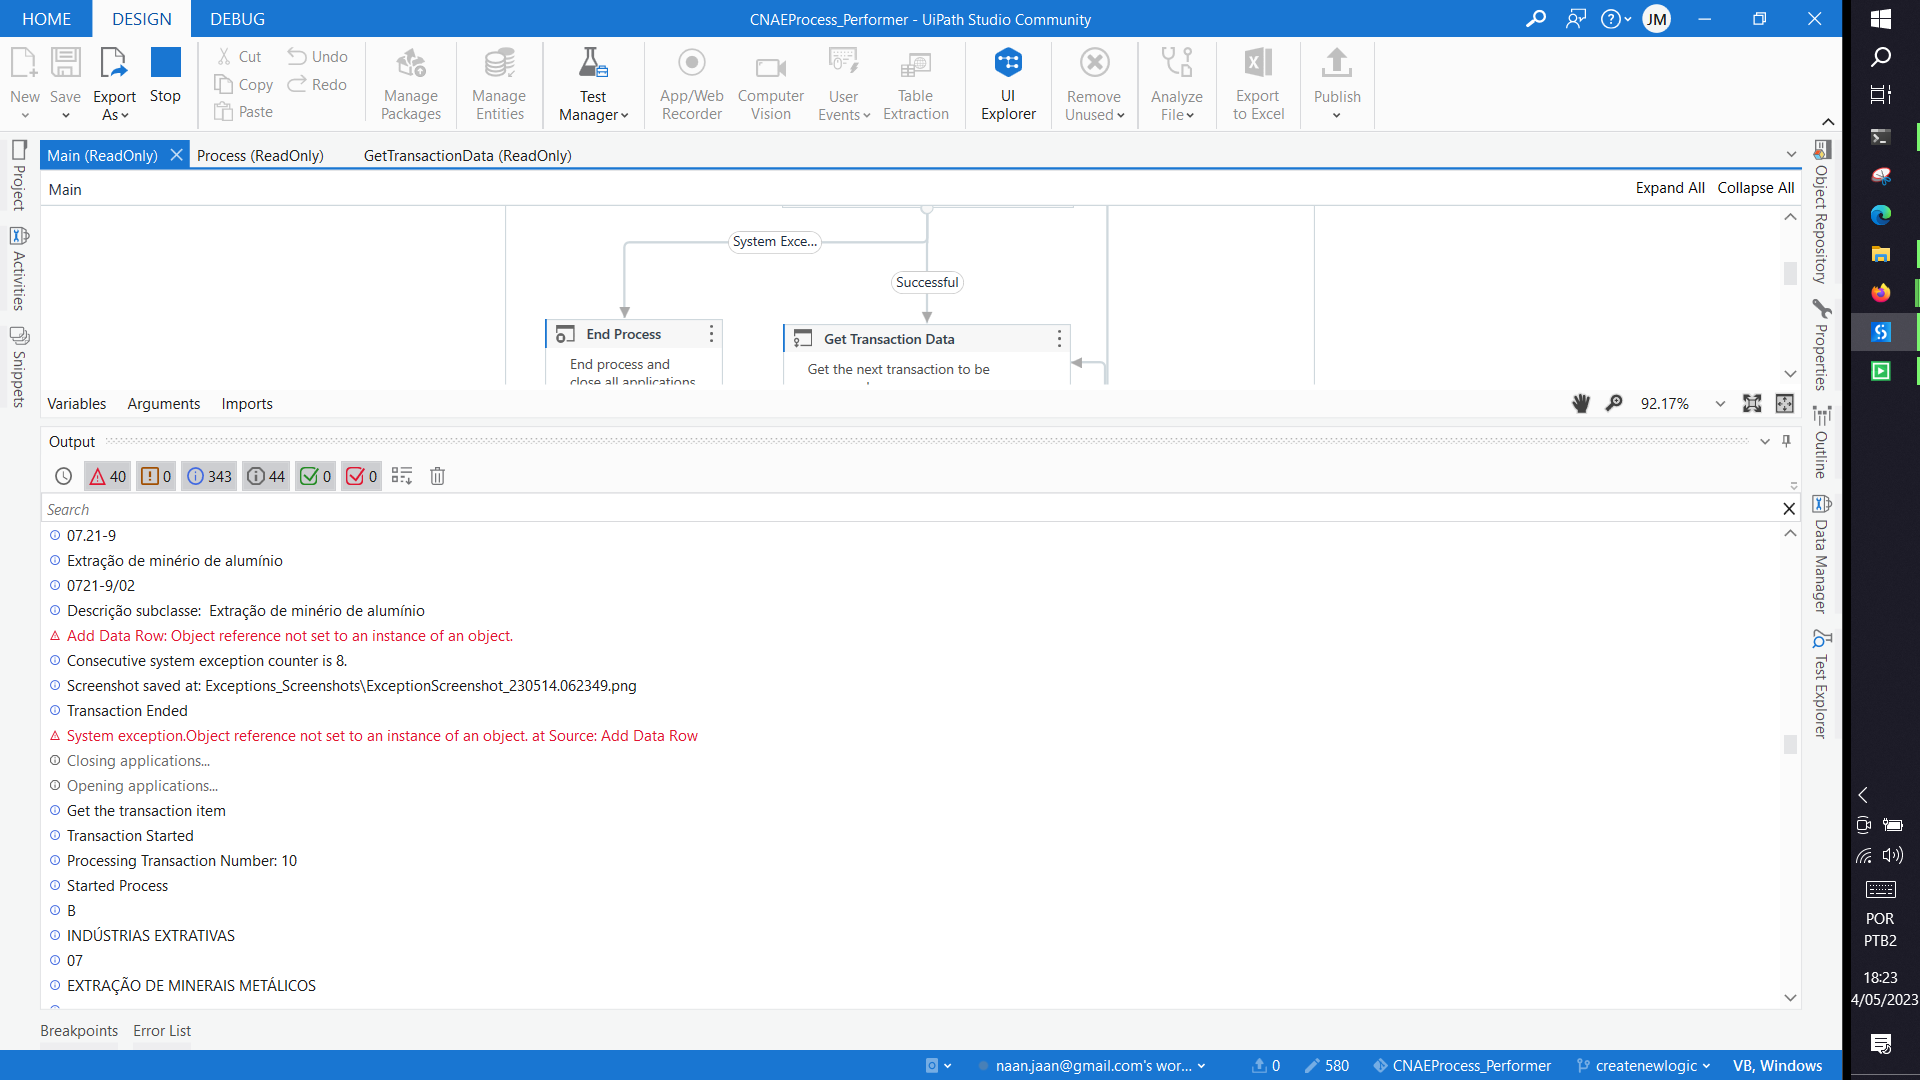 HOME
DESIGN
DEBUG
CNAEProcess_Performer - UiPath Studio Community
JM
New
Save
Export As
Stop
Cut
Copy
Paste
Undo
Redo
Manage Packages
Manage Entities
Test Manager
App/Web Recorder
Computer Vision
User Events
Table Extraction
UI Explorer
Remove Unused
Analyze File
Export to Excel
Publish
Main (ReadOnly)
Process (ReadOnly)
GetTransactionData (ReadOnly)
Main
Expand All
Collapse All
Project
Activities
Snippets
System Exce...
Successful
End Process
End process and
close all applications
Get Transaction Data
Get the next transaction to be
Variables
Arguments
Imports
92.17%
Object Repository
Properties
Outline
Data Manager
Test Explorer
Output
40
0
343
44
0
0
Search
07.21-9
Extração de minério de alumínio
0721-9/02
Descrição subclasse:  Extração de minério de alumínio
Add Data Row: Object reference not set to an instance of an object.
Consecutive system exception counter is 8.
Screenshot saved at: Exceptions_Screenshots\ExceptionScreenshot_230514.062349.png
Transaction Ended
System exception.Object reference not set to an instance of an object. at Source: Add Data Row
Closing applications...
Opening applications...
Get the transaction item
Transaction Started
Processing Transaction Number: 10
Started Process
B
INDÚSTRIAS EXTRATIVAS
07
EXTRAÇÃO DE MINERAIS METÁLICOS
Breakpoints
Error List
naan.jaan@gmail.com's wor...
0
580
CNAEProcess_Performer
createnewlogic
VB, Windows
POR
PTB2
18:23
4/05/2023